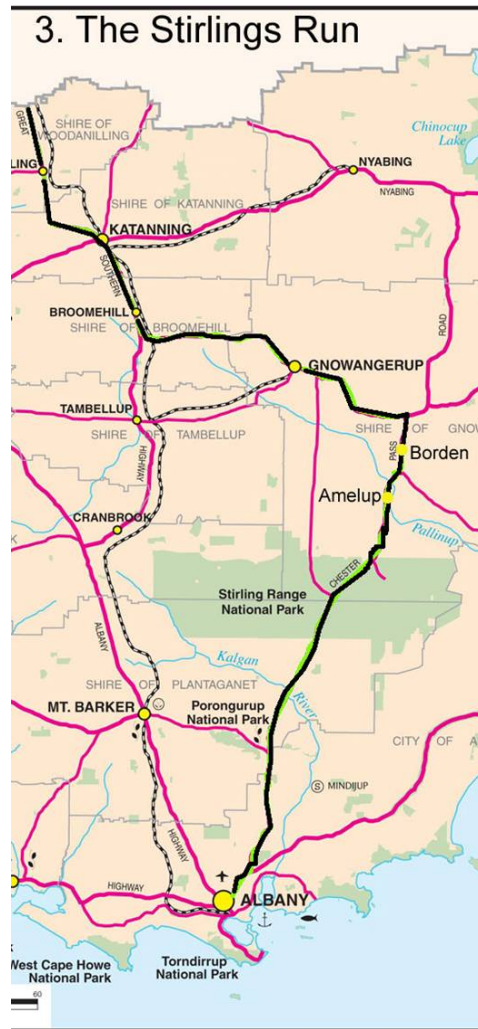 3. The Stirlings Run
GREAT
SHIRE OF
WOODANILLING
Chinocup
Lake
LING
NYABING
NYABING
SHIRE OF KATANNING
KATANNING
SOUTHERN
ROAD
BROOMEHILL
SHIRE OF BROOMEHILL
GNOWANGERUP
TAMBELLUP
SHIRE OF TAMBELLUP
SHIRE OF GNOW
HIGHWAY
PASS
Borden
Amelup
CRANBROOK
Pallinup
K
CHESTER
Stirling Range
National Park
ALBANY
Kalgan
River
SHIRE OF PLANTAGANET
MT. BARKER
Porongurup
National Park
CITY OF A
S MINDIJUP
HIGHWAY
HIGHWAY
ALBANY
k
West Cape Howe
National Park
Torndirrup
National Park
60